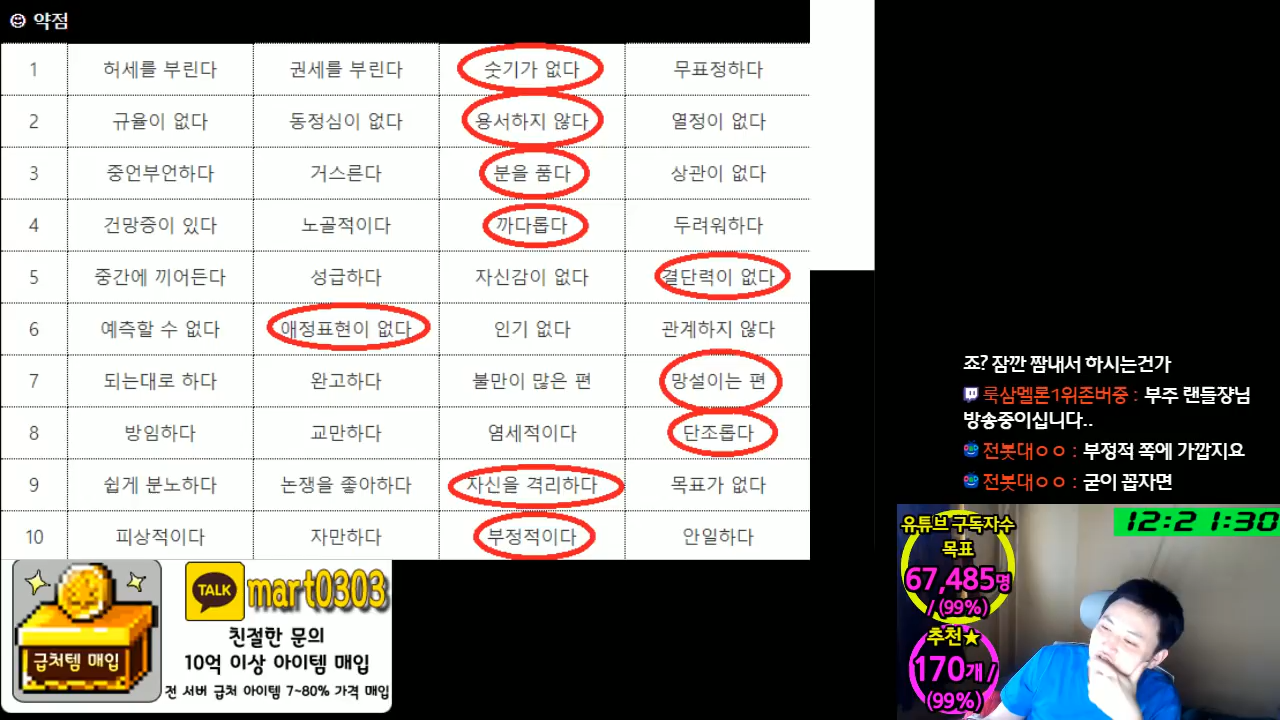 😍 약점
1 허세를 부린다 권세를 부린다 숫기가 없다 무표정하다
2 규율이 없다 동정심이 없다 용서하지 않다 열정이 없다
3 중언부언하다 거스른다 분을 품다 상관이 없다
4 건망증이 있다 노골적이다 까다롭다 두려워하다
5 중간에 끼어든다 성급하다 자신감이 없다 결단력이 없다
6 예측할 수 없다 애정표현이 없다 인기 없다 관계하지 않다
7 되는대로 하다 완고하다 불만이 많은 편 망설이는 편
8 방임하다 교만하다 염세적이다 단조롭다
9 쉽게 분노하다 논쟁을 좋아하다 자신을 격리하다 목표가 없다
10 피상적이다 자만하다 부정적이다 안일하다
급처템 매입
TALK mart0303
친절한 문의
10억 이상 아이템 매입
전 서버 급처 아이템 7~80% 가격 매입
죠? 잠깐 짬내서 하시는건가
룩삼멜론1위존버중 : 부주 랜들쟝님
방송중이십니다..
전봇대ㅇㅇ : 부정적 쪽에 가깝지요
전봇대ㅇㅇ : 굳이 꼽자면
유튜브 구독자수
목표
67,485명
/ (99%)
추천★
170개 /
(99%)
12:21:30